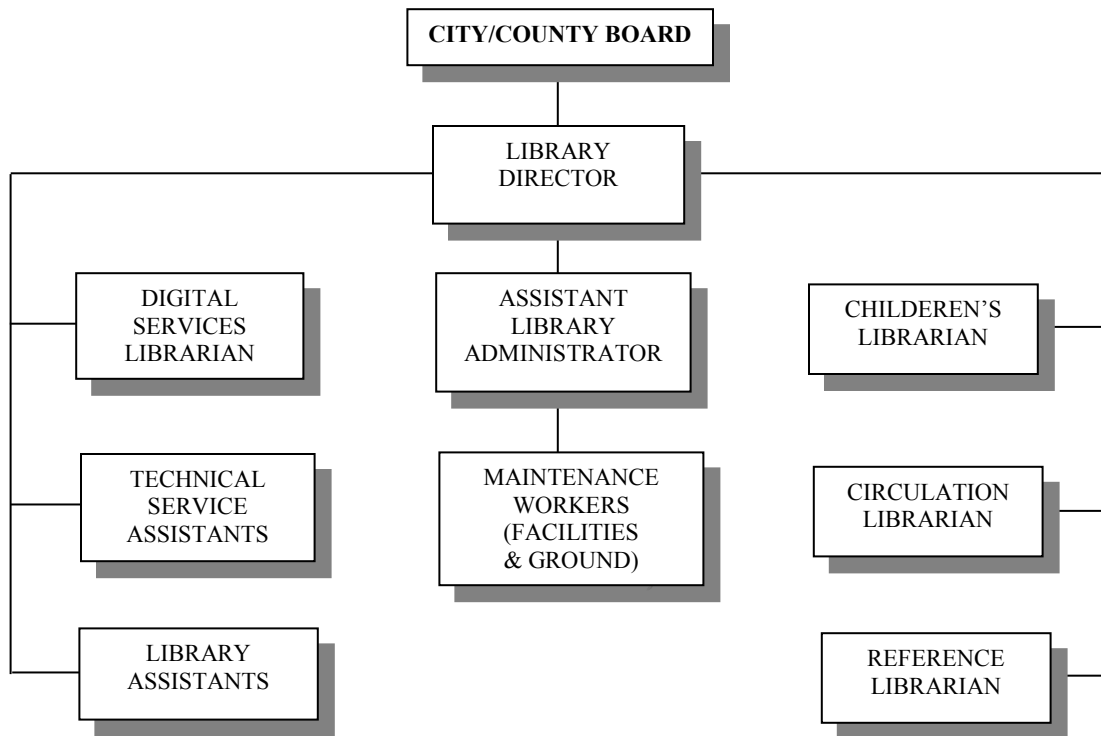 CITY/COUNTY BOARD
LIBRARY
DIRECTOR
DIGITAL
SERVICES
LIBRARIAN
ASSISTANT
LIBRARY
ADMINISTRATOR
CHILDEREN’S
LIBRARIAN
TECHNICAL
SERVICE
ASSISTANTS
MAINTENANCE
WORKERS
(FACILITIES
& GROUND)
CIRCULATION
LIBRARIAN
LIBRARY
ASSISTANTS
REFERENCE
LIBRARIAN